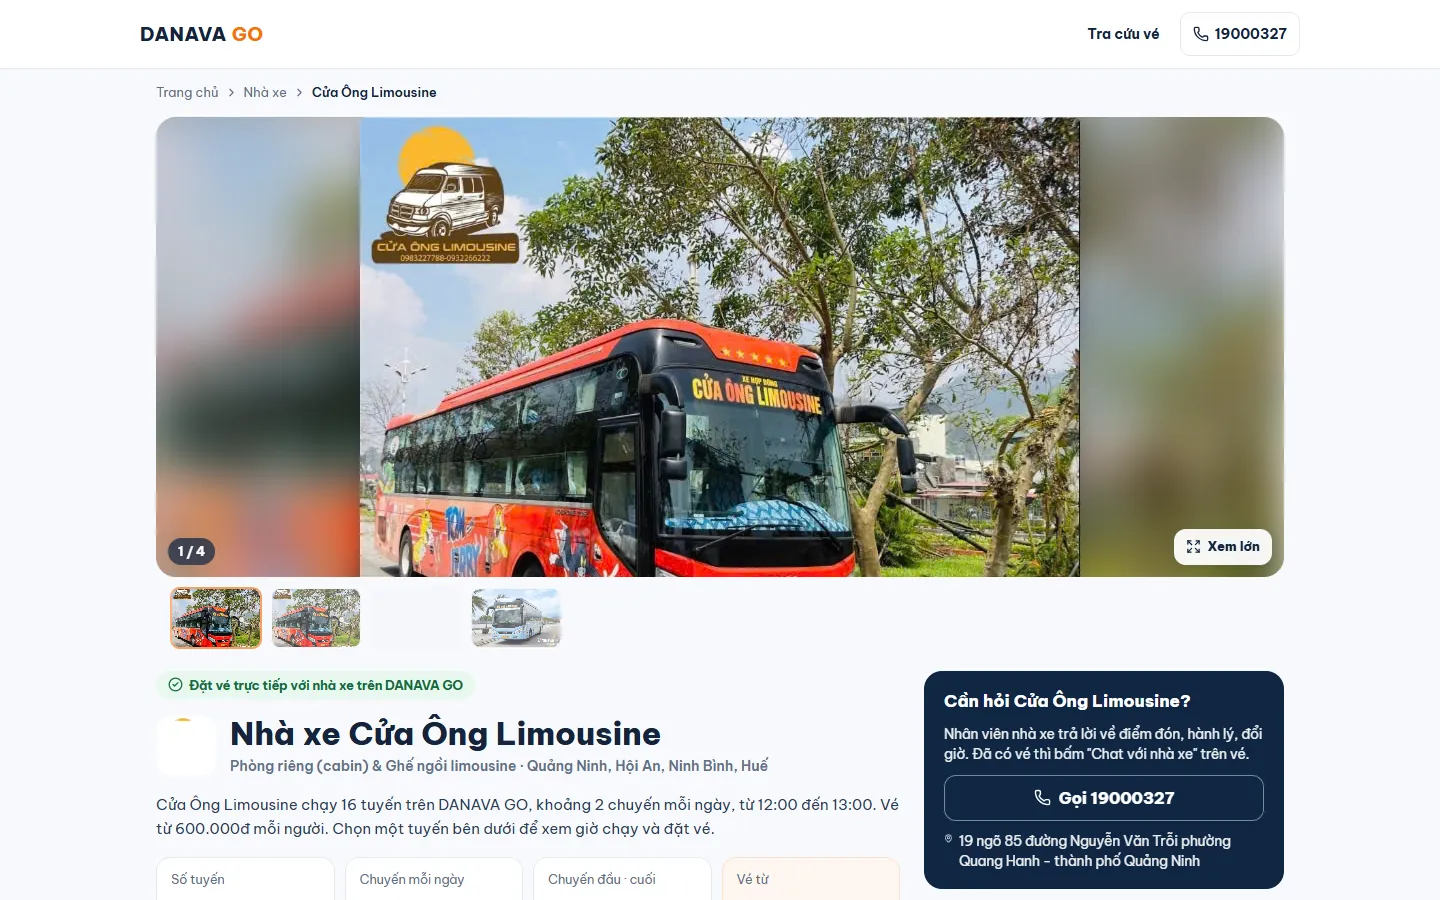 DANAVA GO
Tra cứu vé
19000327
Trang chủ > Nhà xe > Cửa Ông Limousine
CỬA ÔNG LIMOUSINE
0983227788-0932266222
XE HỢP ĐỒNG
CỬA ÔNG LIMOUSINE
TOM
JERRY
1 / 4
Xem lớn
Đặt vé trực tiếp với nhà xe trên DANAVA GO
Nhà xe Cửa Ông Limousine
Phòng riêng (cabin) & Ghế ngồi limousine · Quảng Ninh, Hội An, Ninh Bình, Huế
Cửa Ông Limousine chạy 16 tuyến trên DANAVA GO, khoảng 2 chuyến mỗi ngày, từ 12:00 đến 13:00. Vé
từ 600.000đ mỗi người. Chọn một tuyến bên dưới để xem giờ chạy và đặt vé.
Số tuyến
Chuyến mỗi ngày
Chuyến đầu · cuối
Vé từ
Cần hỏi Cửa Ông Limousine?
Nhân viên nhà xe trả lời về điểm đón, hành lý, đổi
giờ. Đã có vé thì bấm "Chat với nhà xe" trên vé.
Gọi 19000327
19 ngõ 85 đường Nguyễn Văn Trỗi phường
Quang Hanh - thành phố Quảng Ninh